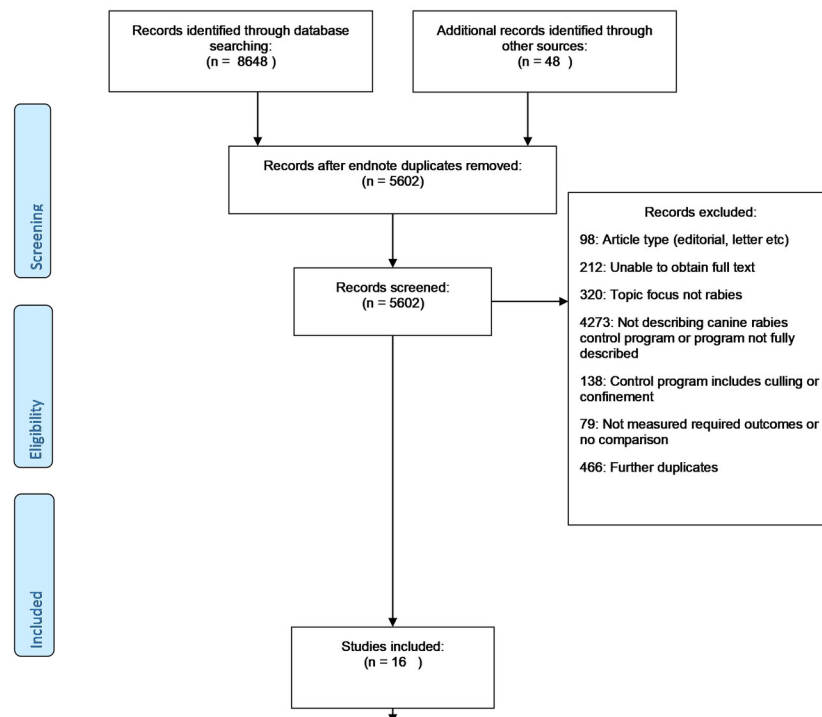 Records identified through database
searching:
(n = 8648 )
Additional records identified through
other sources:
(n = 48 )
Records after endnote duplicates removed:
(n = 5602)
Screening
Records screened:
(n = 5602)
Records excluded:
98: Article type (editorial, letter etc)
212: Unable to obtain full text
320: Topic focus not rabies
4273: Not describing canine rabies
control program or program not fully
described
138: Control program includes culling or
confinement
79: Not measured required outcomes or
no comparison
466: Further duplicates
Eligibility
Included
Studies included:
(n = 16 )